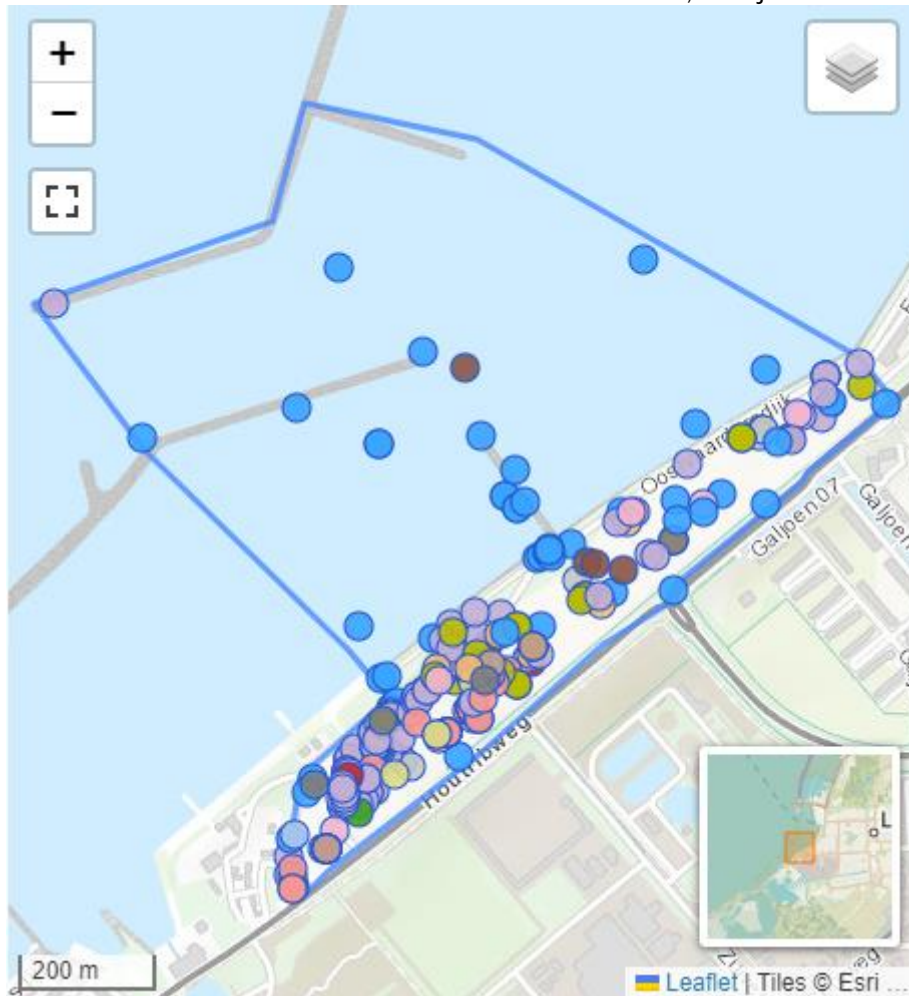 +
−
Oostvaardersdijk
Galjoen 07
Galjoen
Houtribweg
L
200 m
Leaflet | Tiles © Esri ...